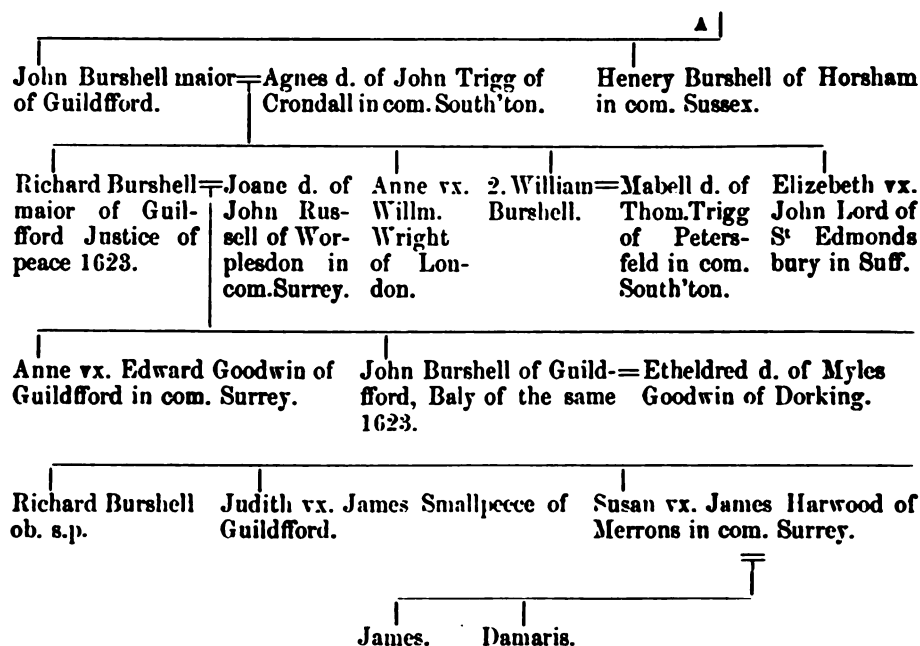 A
John Burshell maior=Agnes d. of John Trigg of
of Guildfford. Crondall in com. South'ton.
Henery Burshell of Horsham
in com. Sussex.
Richard Burshell=
maior of Guil-
fford Justice of
peace 1623.
Joane d. of
John Rus-
sell of Wor-
plesdon in
com.Surrey.
Anne vx.
Willm.
Wright
of Lon-
don.
2. William=
Burshell.
Mabell d. of
Thom.Trigg
of Peters-
feld in com.
South'ton.
Elizebeth vx.
John Lord of
St Edmonds
bury in Suff.
Anne vx. Edward Goodwin of
Guildfford in com. Surrey.
John Burshell of Guild-=
fford, Baly of the same
1623.
Etheldred d. of Myles
Goodwin of Dorking.
Richard Burshell
ob. s.p.
Judith vx. James Smallpeece of
Guildfford.
Susan vx. James Harwood of
Merrons in com. Surrey.
James. Damaris.